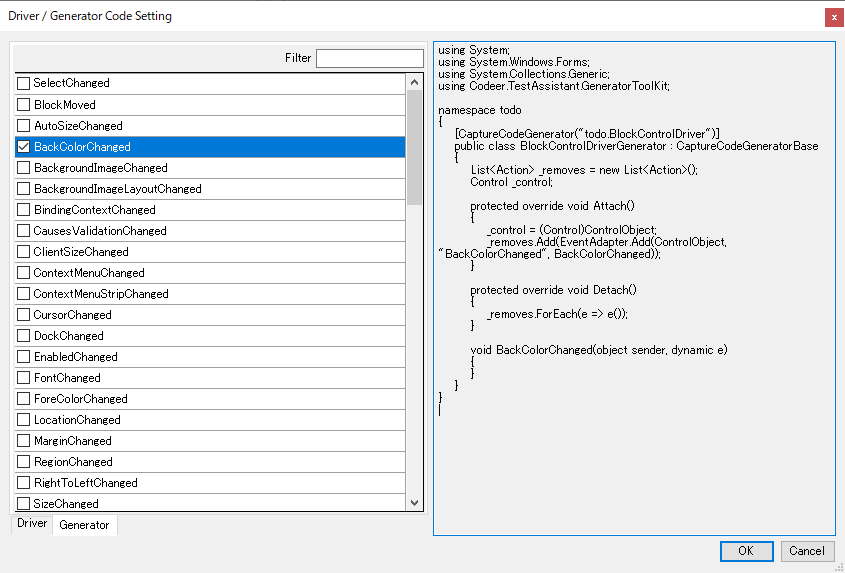 Driver / Generator Code Setting
x
Filter
SelectChanged
BlockMoved
AutoSizeChanged
BackColorChanged
BackgroundImageChanged
BackgroundImageLayoutChanged
BindingContextChanged
CausesValidationChanged
ClientSizeChanged
ContextMenuChanged
ContextMenuStripChanged
CursorChanged
DockChanged
EnabledChanged
FontChanged
ForeColorChanged
LocationChanged
MarginChanged
RegionChanged
RightToLeftChanged
SizeChanged
Driver
Generator
using System;
using System.Windows.Forms;
using System.Collections.Generic;
using Codeer.TestAssistant.GeneratorToolKit;
namespace todo
{
[CaptureCodeGenerator("todo.BlockControlDriver")]
public class BlockControlDriverGenerator : CaptureCodeGeneratorBase
{
List<Action> _removes = new List<Action>();
Control _control;
protected override void Attach()
{
_control = (Control)ControlObject;
_removes.Add(EventAdapter.Add(ControlObject,
"BackColorChanged", BackColorChanged));
}
protected override void Detach()
{
_removes.ForEach(e => e());
}
void BackColorChanged(object sender, dynamic e)
{
}
}
}
OK
Cancel